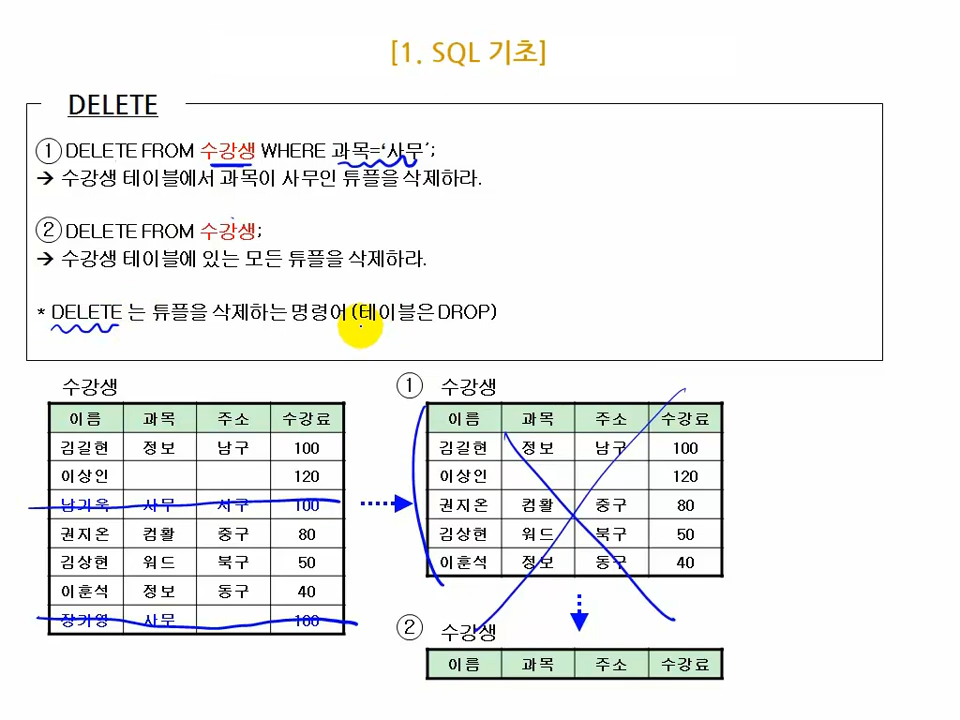 [1. SQL 기초]
DELETE
① DELETE FROM 수강생 WHERE 과목=‘사무’;
→ 수강생 테이블에서 과목이 사무인 튜플을 삭제하라.
② DELETE FROM 수강생;
→ 수강생 테이블에 있는 모든 튜플을 삭제하라.
* DELETE 는 튜플을 삭제하는 명령어 (테이블은 DROP)
수강생
이름 과목 주소 수강료
김길현 정보 남구 100
이상인 120
남기욱 사무 서구 100
권지온 컴활 중구 80
김상현 워드 북구 50
이훈석 정보 동구 40
장기영 사무 100
① 수강생
이름 과목 주소 수강료
김길현 정보 남구 100
이상인 120
권지온 컴활 중구 80
김상현 워드 북구 50
이훈석 정보 동구 40
② 수강생
이름 과목 주소 수강료